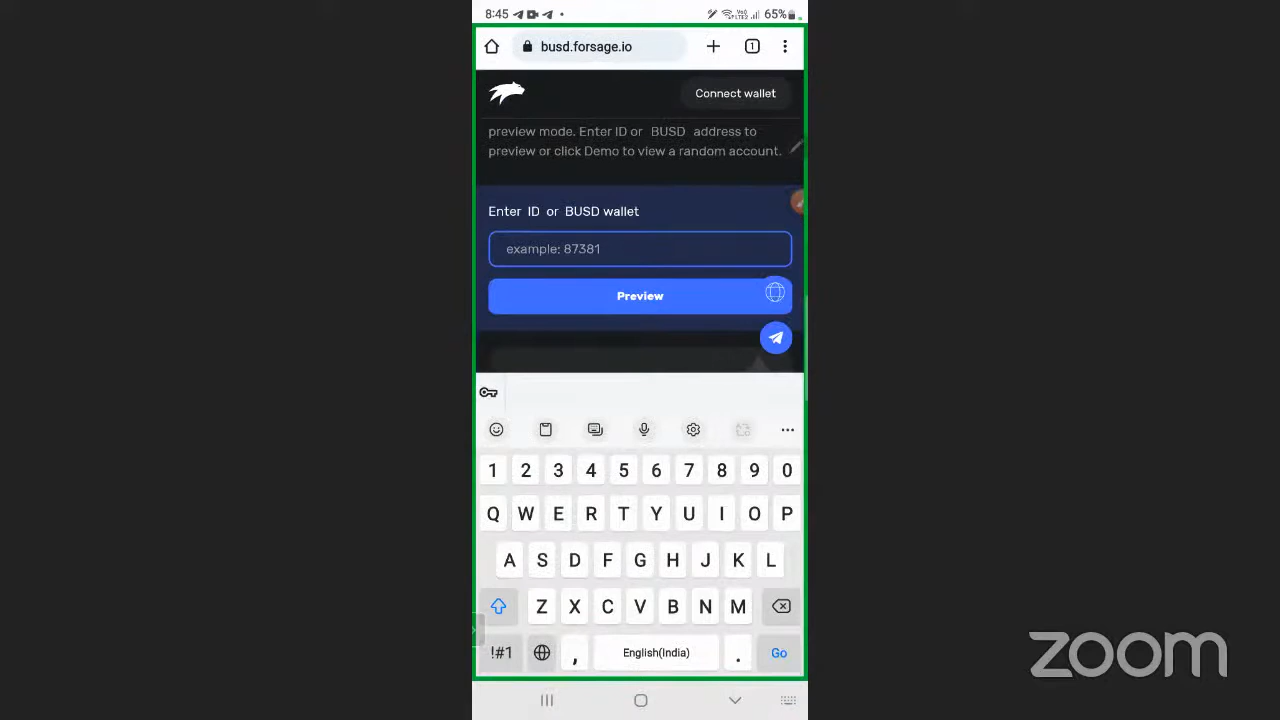 8:45
65%
busd.forsage.io
1
Connect wallet
preview mode. Enter ID or BUSD address to
preview or click Demo to view a random account.
Enter ID or BUSD wallet
example: 87381
Preview
1 2 3 4 5 6 7 8 9 0
Q W E R T Y U I O P
A S D F G H J K L
Z X C V B N M
!#1 , English(India) . Go
zoom